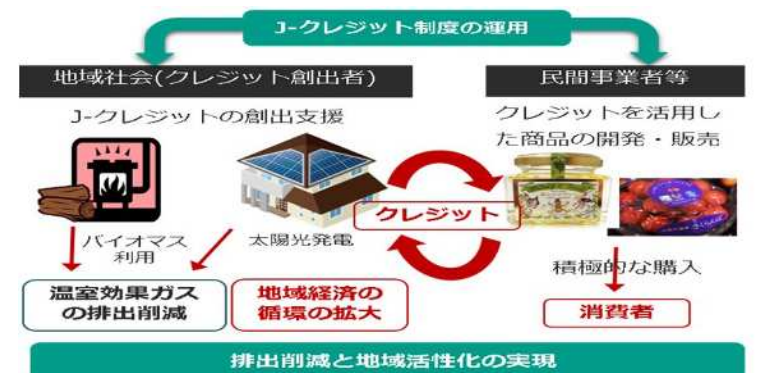 J-クレジット制度の運用
地域社会(クレジット創出者)
民間事業者等
J-クレジットの創出支援
クレジットを活用し
た商品の開発・販売
クレジット
バイオマス
利用
太陽光発電
積極的な購入
温室効果ガス
の排出削減
地域経済の
循環の拡大
消費者
排出削減と地域活性化の実現